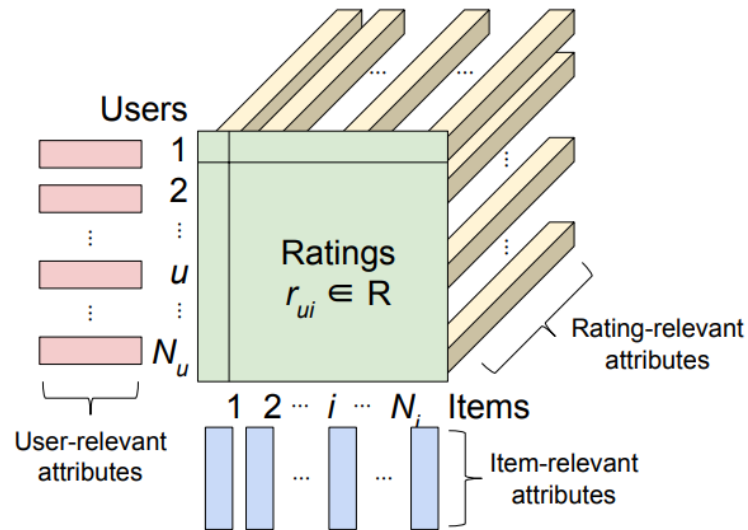 Users
1
2
⋮ ⋮
u
⋮ ⋮
N_u
User-relevant
attributes
Ratings
r_ui ∈ R
... ...
⋮
⋮
Rating-relevant
attributes
1 2 ... i ... N_i Items
... ...
Item-relevant
attributes